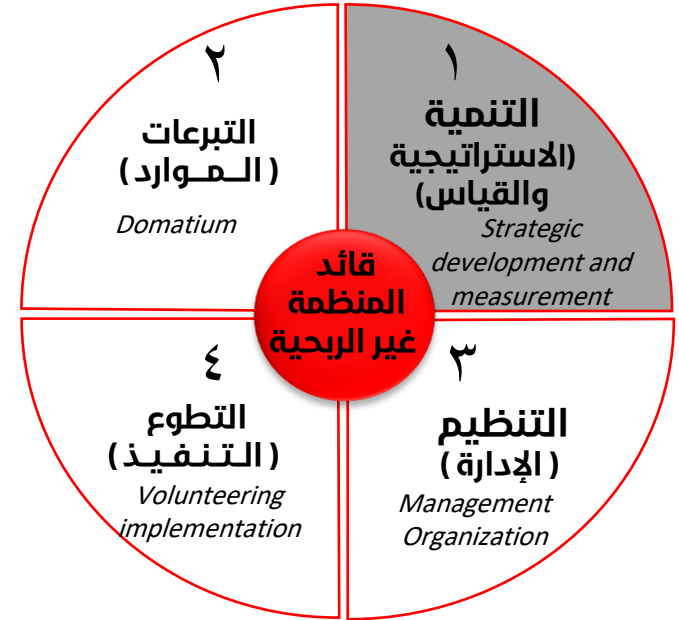 ١
التنمية
(الاستراتيجية
والقياس)
Strategic
development and
measurement
٢
التبرعات
(الـمـوارد)
Domatium
قائد
المنظمة
غير الربحية
٣
التنظيم
(الإدارة)
Management
Organization
٤
التطوع
(التـنـفـيـذ)
Volunteering
implementation